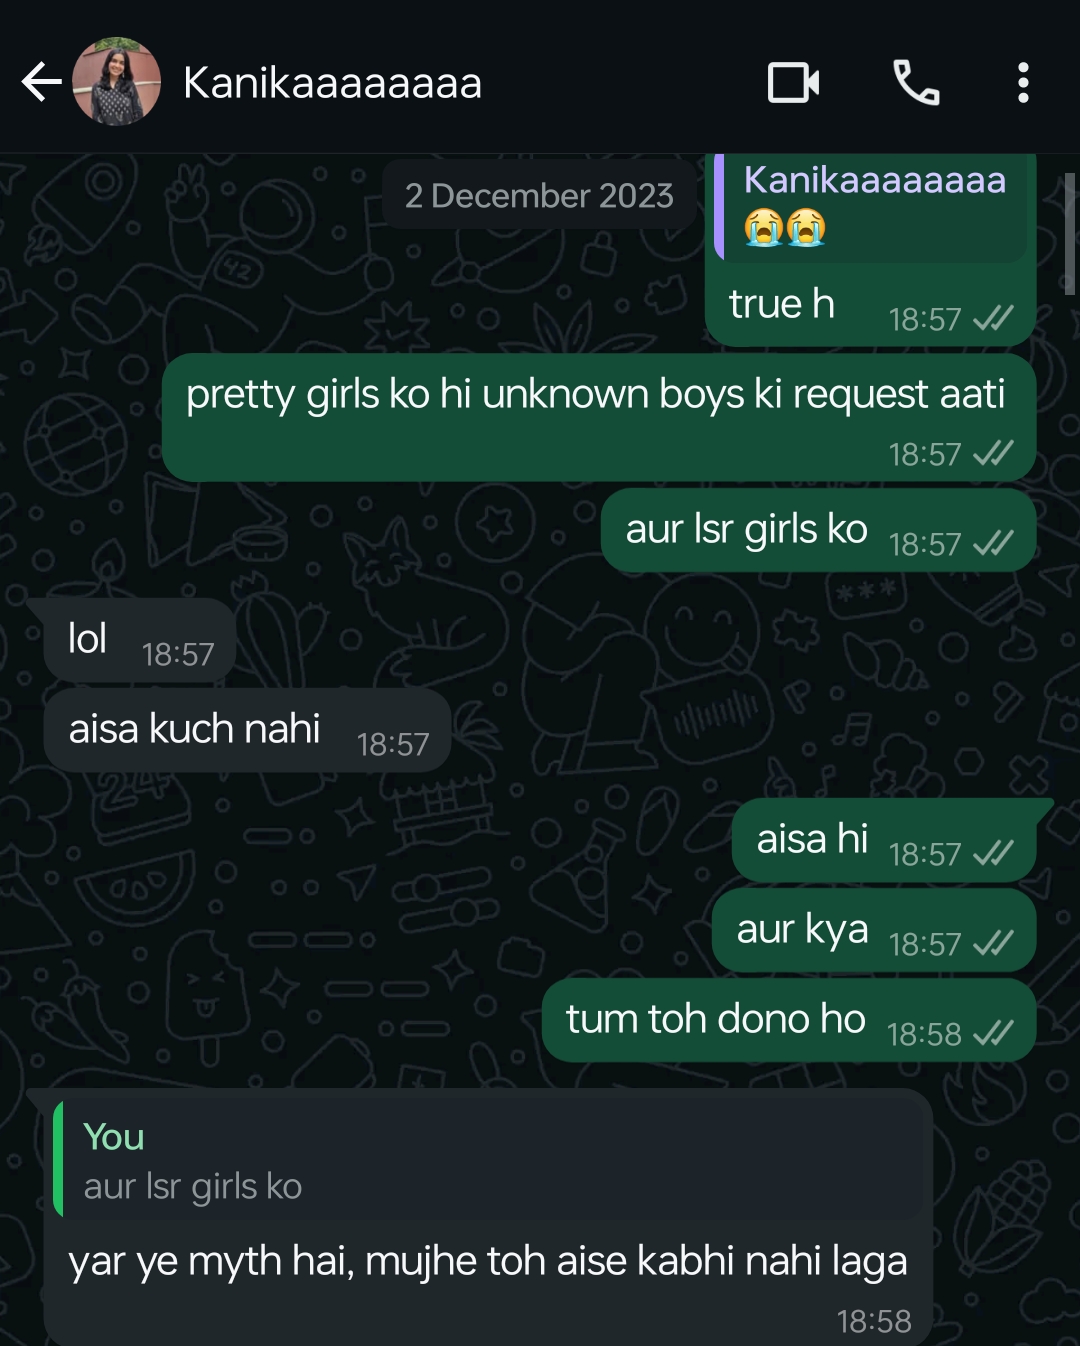 Kanikaaaaaaaa
2 December 2023
Kanikaaaaaaaa
😭😭
true h 18:57
pretty girls ko hi unknown boys ki request aati
18:57
aur lsr girls ko 18:57
lol 18:57
aisa kuch nahi 18:57
aisa hi 18:57
aur kya 18:57
tum toh dono ho 18:58
You
aur lsr girls ko
yar ye myth hai, mujhe toh aise kabhi nahi laga
18:58